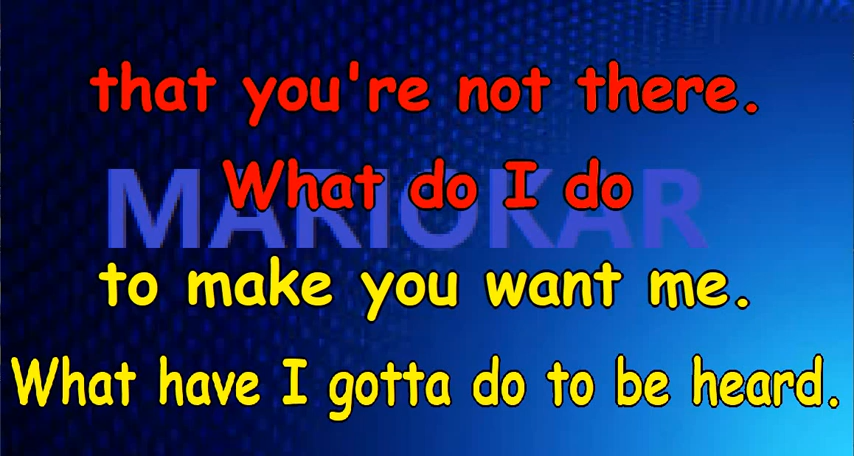 that you're not there.
MARIOKAR
What do I do
to make you want me.
What have I gotta do to be heard.